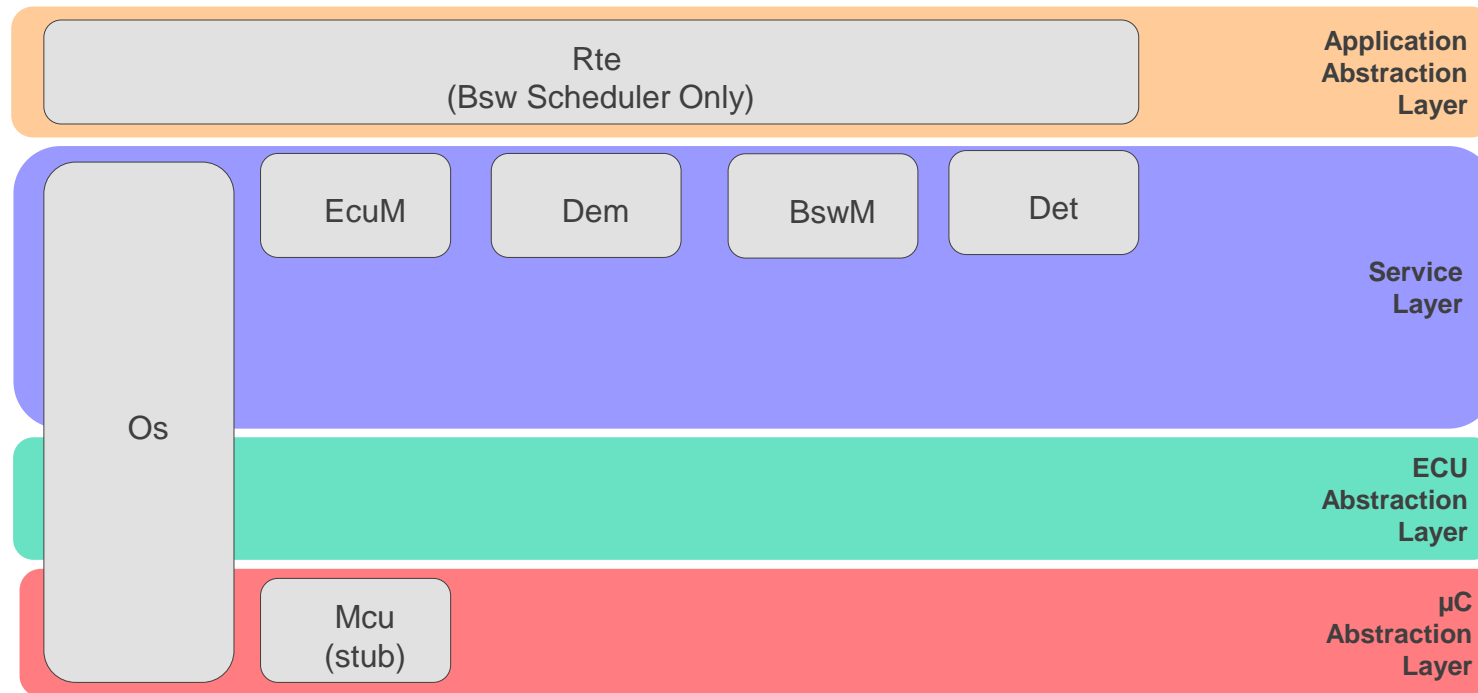 Rte
(Bsw Scheduler Only)
Application
Abstraction
Layer
EcuM
Dem
BswM
Det
Service
Layer
Os
ECU
Abstraction
Layer
Mcu
(stub)
µC
Abstraction
Layer